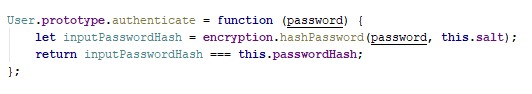 User.prototype.authenticate = function (password) {
    let inputPasswordHash = encryption.hashPassword(password, this.salt);
    return inputPasswordHash === this.passwordHash;
};